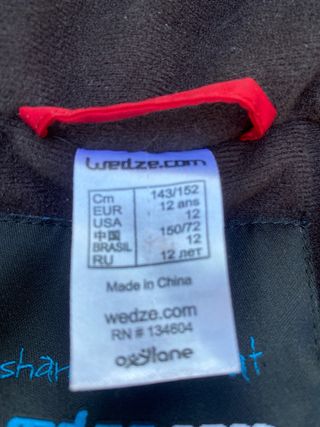 wedze.com
Cm 143/152
EUR 12 ans
USA 12
中国 150/72
BRASIL 12
RU 12 лет
Made in China
wedze.com
RN # 134604
oxylane
shar